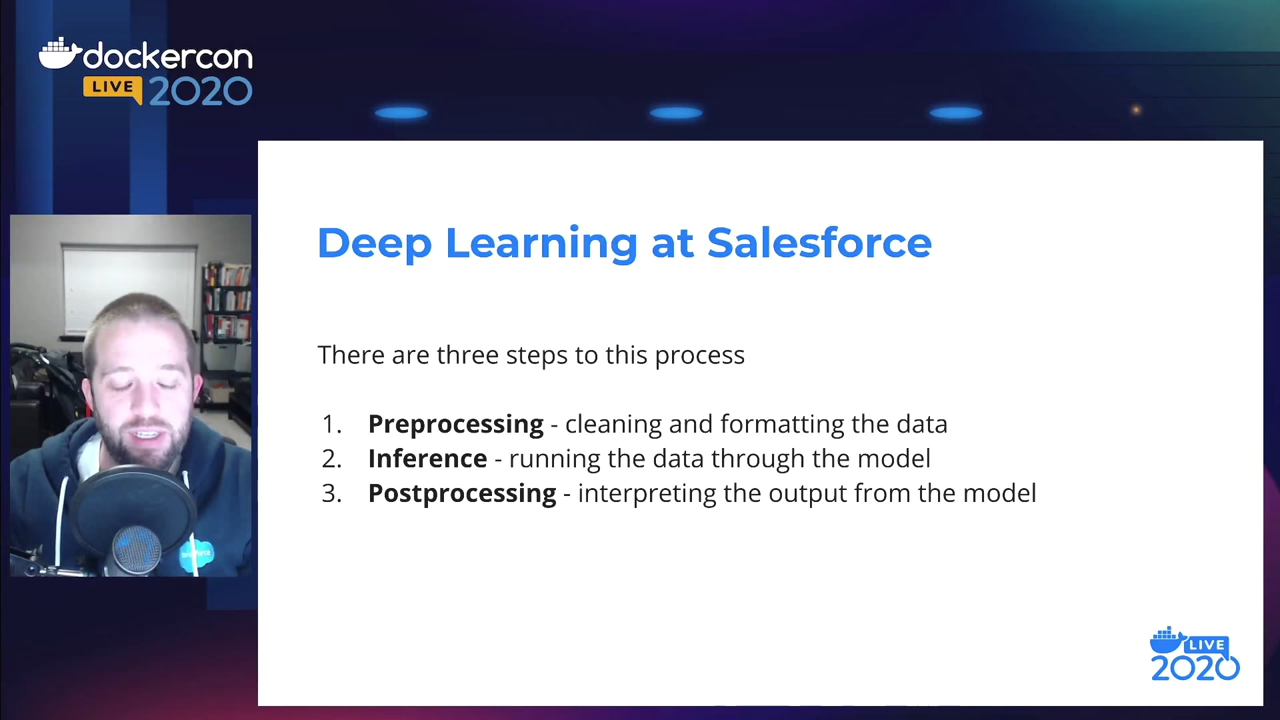 dockercon
LIVE 2020
Deep Learning at Salesforce
There are three steps to this process
1. Preprocessing - cleaning and formatting the data
2. Inference - running the data through the model
3. Postprocessing - interpreting the output from the model
LIVE
2020